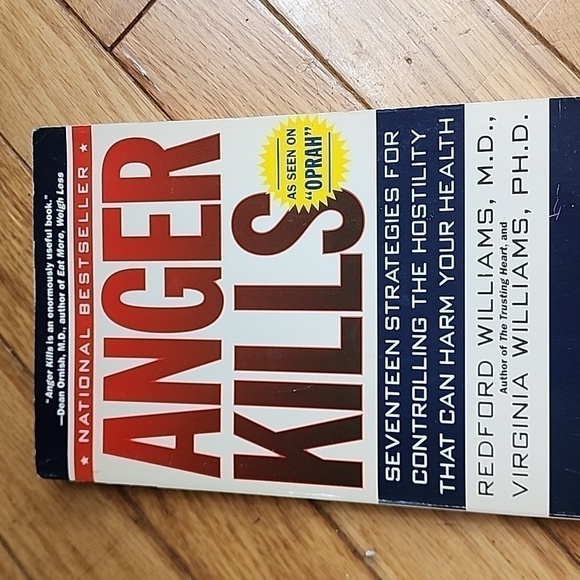 "Anger Kills is an enormously useful book."
—Dean Ornish, M.D., author of Eat More, Weigh Less
★ NATIONAL BESTSELLER ★
ANGER
KILLS
AS SEEN ON
"OPRAH"
SEVENTEEN STRATEGIES FOR
CONTROLLING THE HOSTILITY
THAT CAN HARM YOUR HEALTH
REDFORD WILLIAMS, M.D.,
Author of The Trusting Heart, and
VIRGINIA WILLIAMS, PH.D.